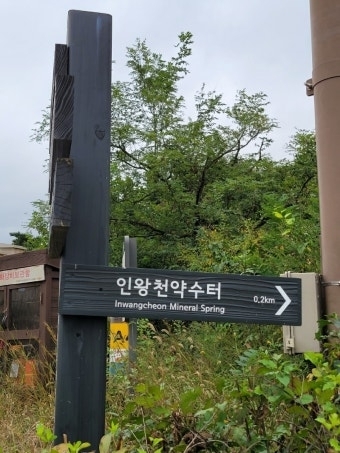 인왕천약수터
Inwangcheon Mineral Spring
0.2km
A